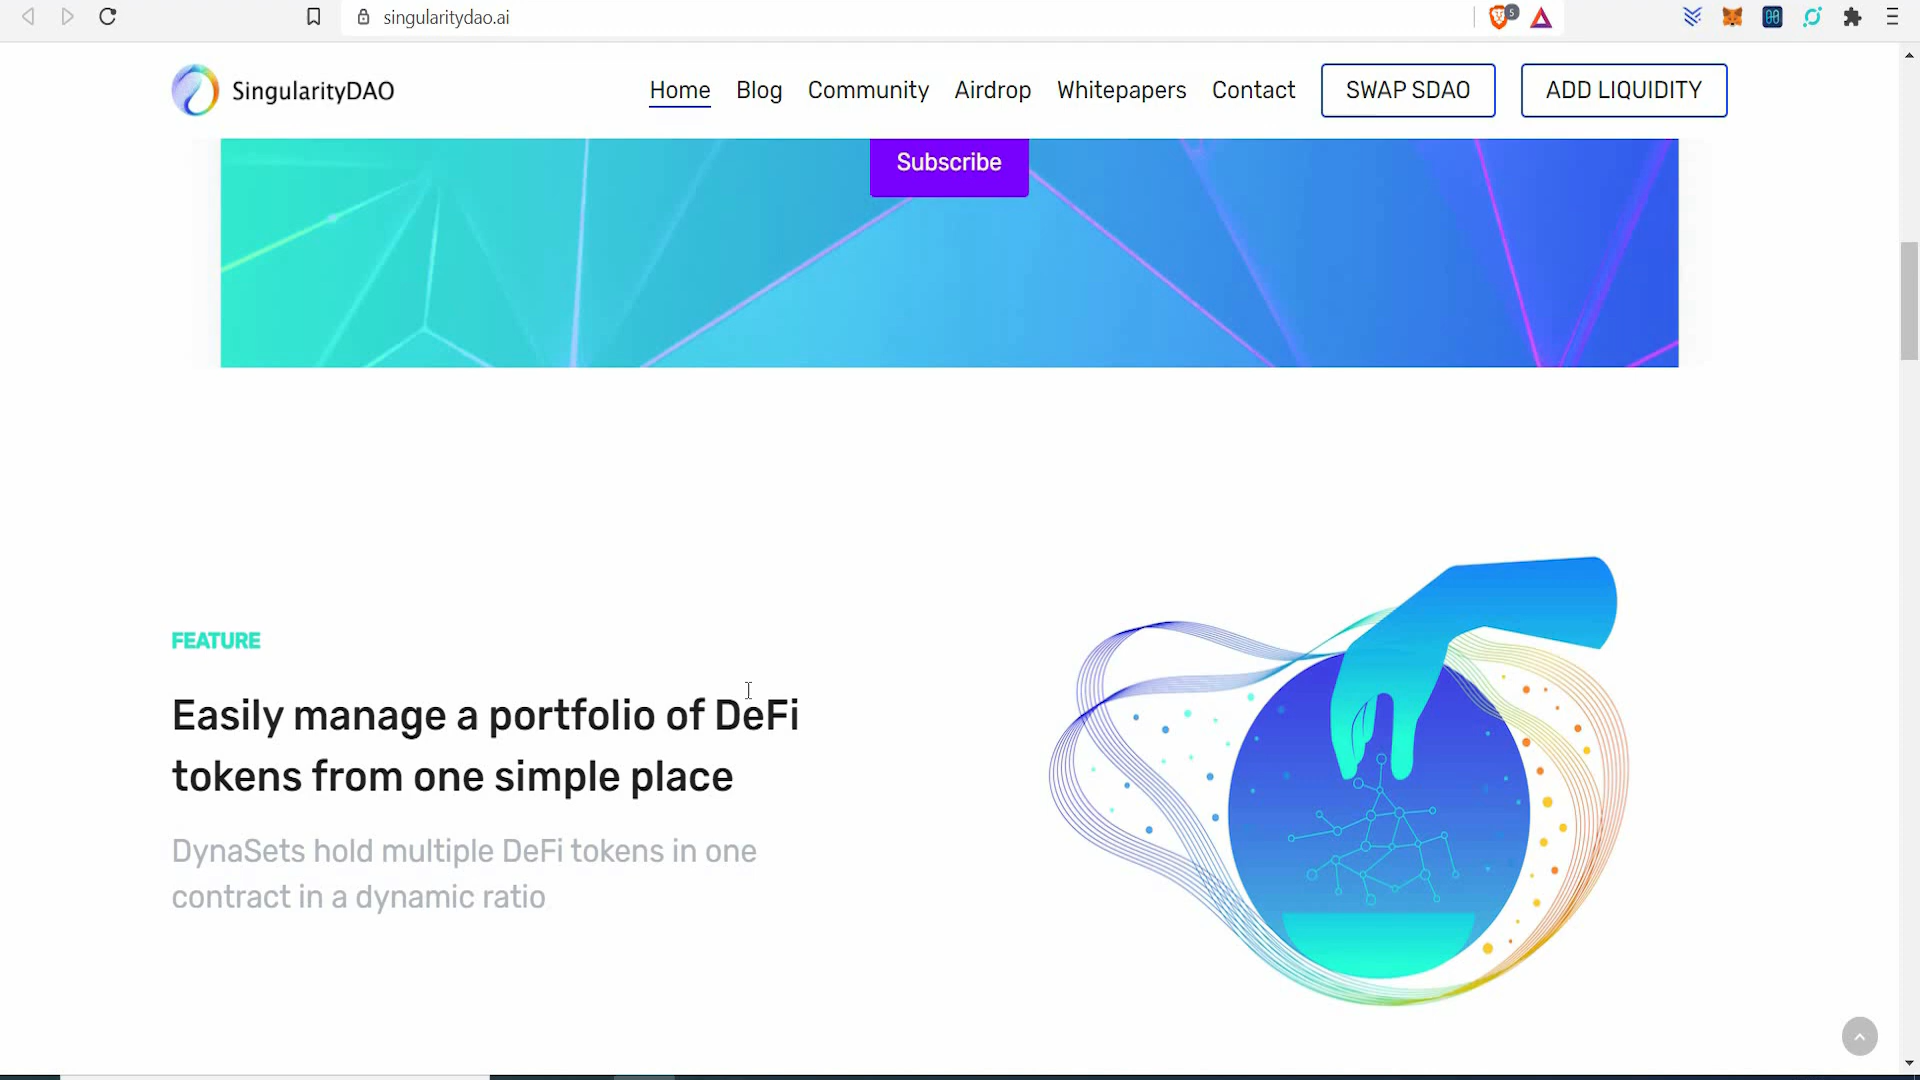 singularitydao.ai
5
SingularityDAO
Home Blog Community Airdrop Whitepapers Contact SWAP SDAO ADD LIQUIDITY
Subscribe
FEATURE
Easily manage a portfolio of DeFi
tokens from one simple place
DynaSets hold multiple DeFi tokens in one
contract in a dynamic ratio